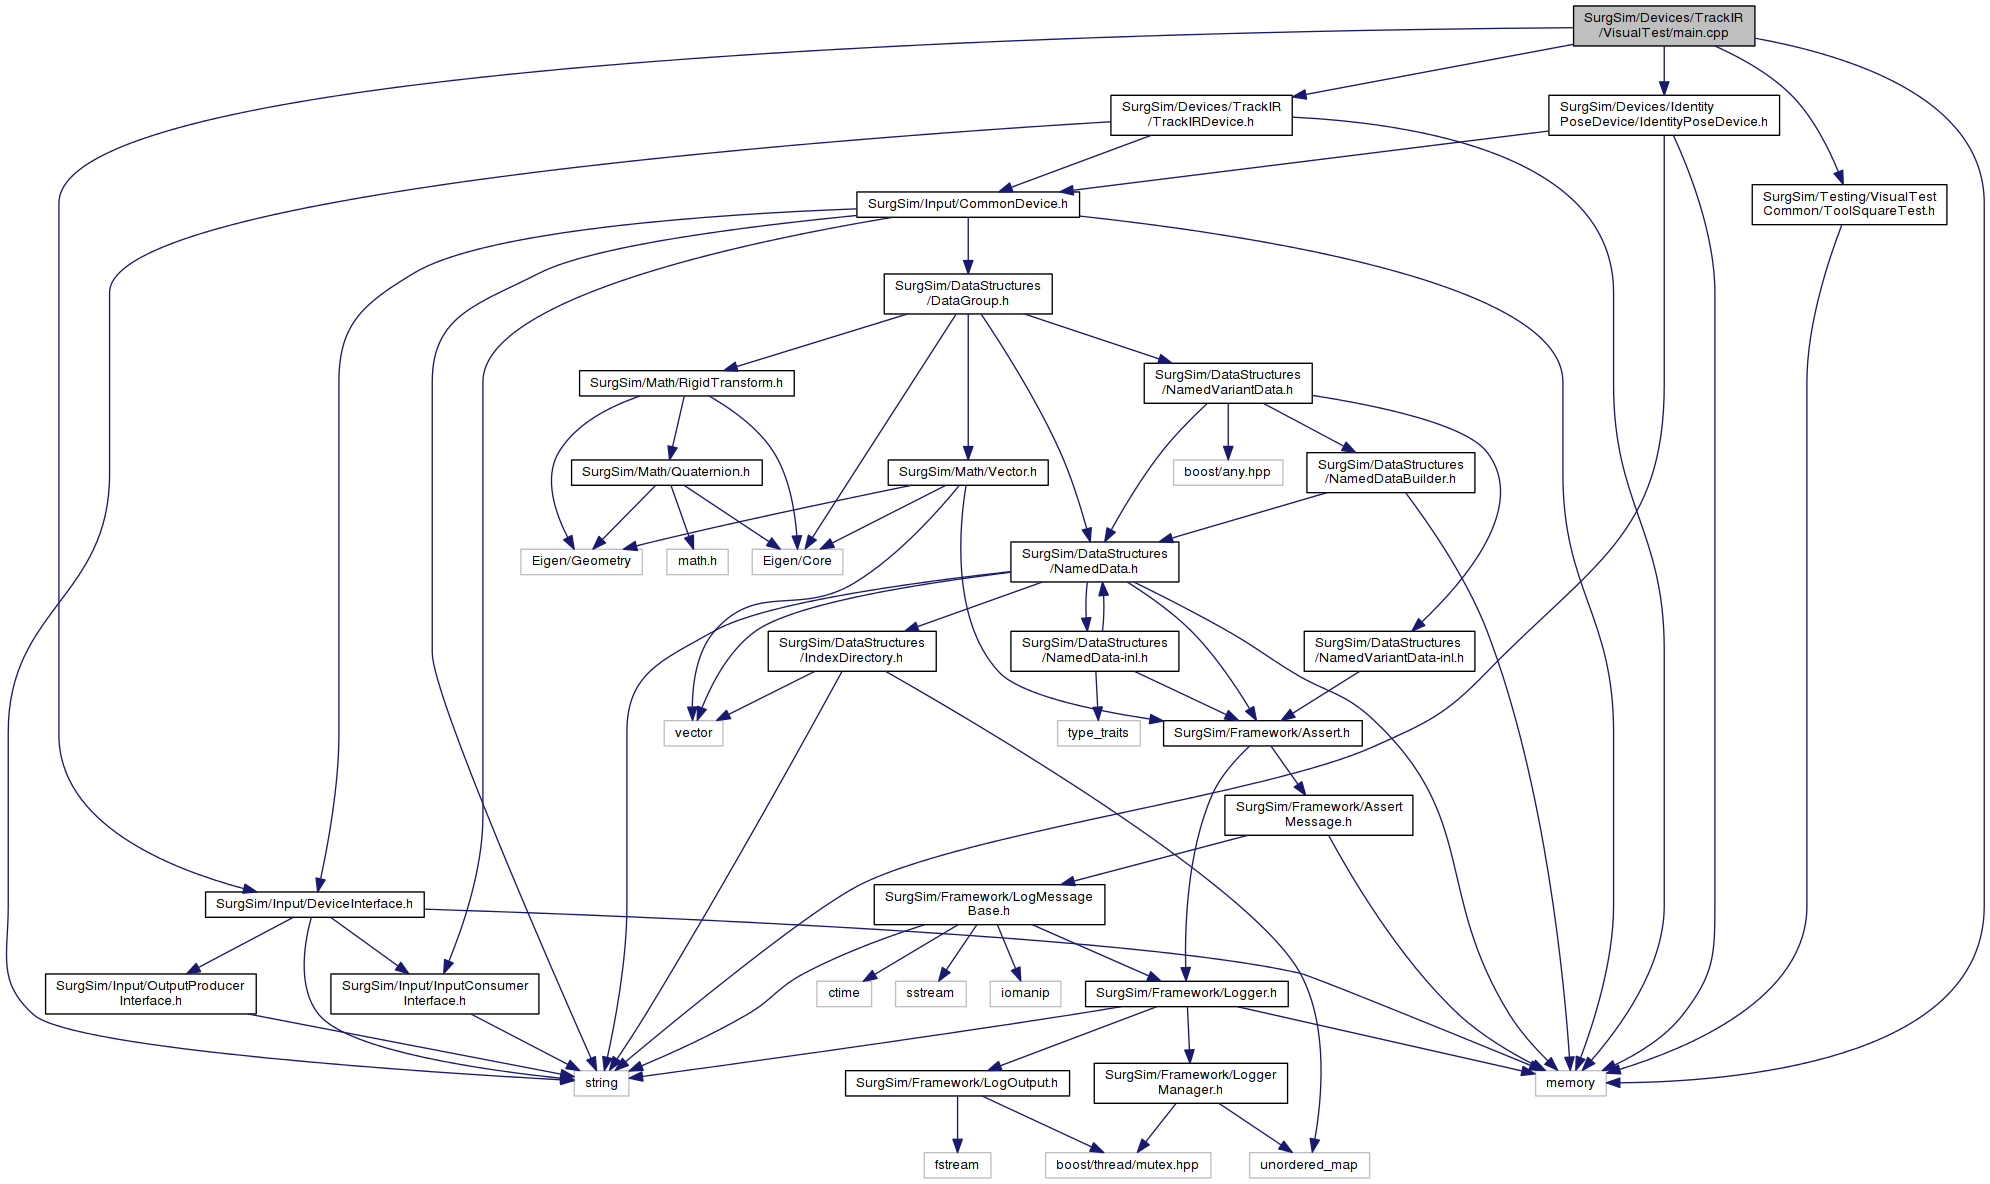 SurgSim/Devices/TrackIR
/VisualTest/main.cpp
SurgSim/Devices/TrackIR
/TrackIRDevice.h
SurgSim/Devices/Identity
PoseDevice/IdentityPoseDevice.h
SurgSim/Testing/VisualTest
Common/ToolSquareTest.h
SurgSim/Input/CommonDevice.h
SurgSim/DataStructures
/DataGroup.h
SurgSim/Math/RigidTransform.h
SurgSim/DataStructures
/NamedVariantData.h
SurgSim/Math/Quaternion.h
SurgSim/Math/Vector.h
boost/any.hpp
SurgSim/DataStructures
/NamedDataBuilder.h
Eigen/Geometry
math.h
Eigen/Core
SurgSim/DataStructures
/NamedData.h
SurgSim/DataStructures
/IndexDirectory.h
SurgSim/DataStructures
/NamedData-inl.h
SurgSim/DataStructures
/NamedVariantData-inl.h
vector
type_traits
SurgSim/Framework/Assert.h
SurgSim/Framework/Assert
Message.h
SurgSim/Input/DeviceInterface.h
SurgSim/Framework/LogMessage
Base.h
SurgSim/Input/OutputProducer
Interface.h
SurgSim/Input/InputConsumer
Interface.h
ctime
sstream
iomanip
SurgSim/Framework/Logger.h
string
SurgSim/Framework/LogOutput.h
SurgSim/Framework/Logger
Manager.h
memory
fstream
boost/thread/mutex.hpp
unordered_map